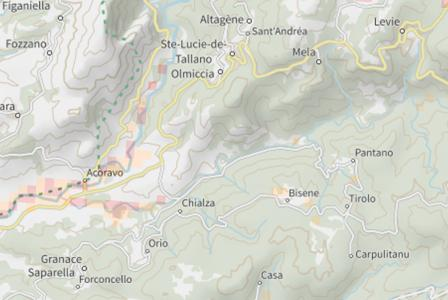 Figaniella
Altagène
Levie
Sant'Andréa
Fozzano
Ste-Lucie-de-
Tallano
Mela
Olmiccia
ara
Pantano
Acoravo
Bisene
Tirolo
Chialza
Orio
Carpulitanu
Granace
Saparella
Forconcello
Casa